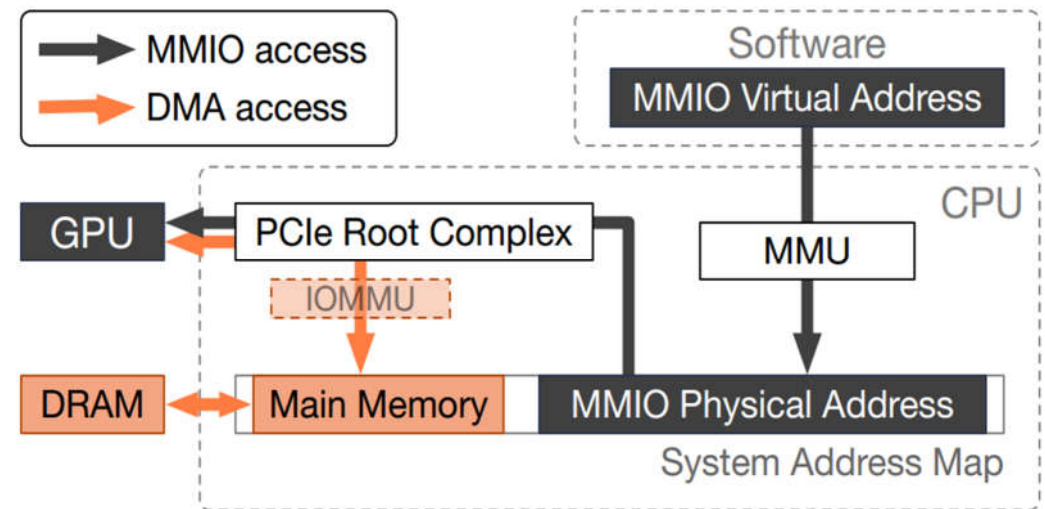 MMIO access
DMA access
Software
MMIO Virtual Address
CPU
GPU
PCIe Root Complex
MMU
IOMMU
DRAM
Main Memory
MMIO Physical Address
System Address Map